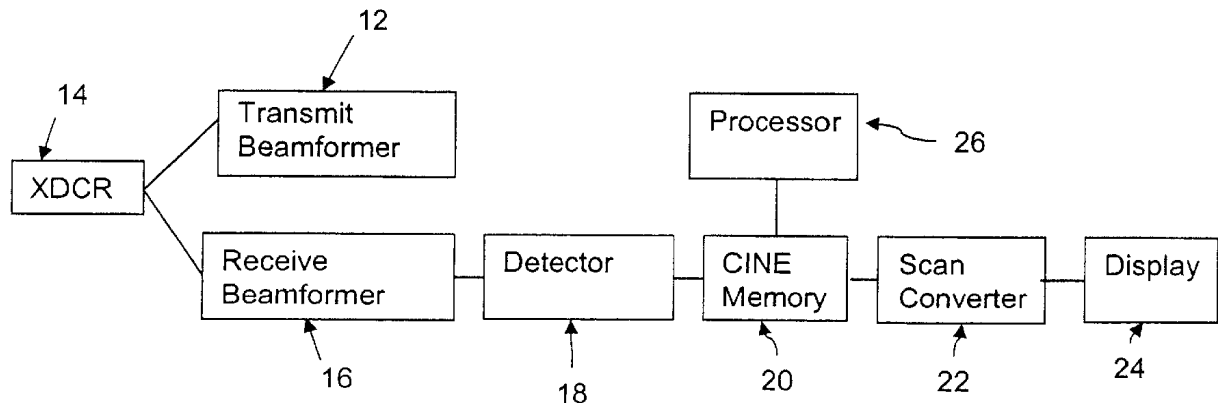 12
14
Transmit
Beamformer
Processor
26
XDCR
Receive
Beamformer
Detector
CINE
Memory
Scan
Converter
Display
16
18
20
22
24